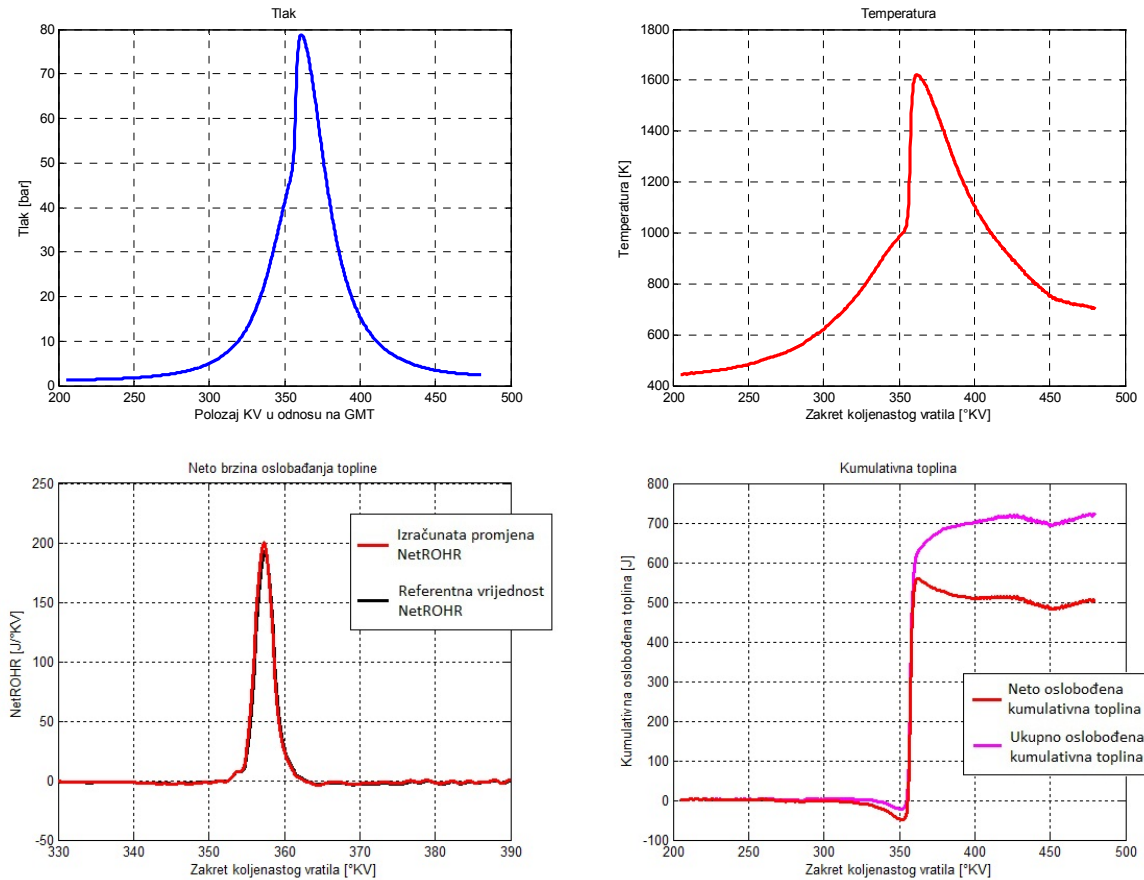 Tlak
80
70
60
50
40
30
20
10
0
Tlak [bar]
200 250 300 350 400 450 500
Polozaj KV u odnosu na GMT
Temperatura
1800
1600
1400
1200
1000
800
600
400
Temperatura [K]
200 250 300 350 400 450 500
Zakret koljenastog vratila [°KV]
Neto brzina oslobađanja topline
250
200
150
100
50
0
-50
NetROHR [J/°KV]
Izračunata promjena
NetROHR
Referentna vrijednost
NetROHR
330 340 350 360 370 380 390
Zakret koljenastog vratila [°KV]
Kumulativna toplina
800
700
600
500
400
300
200
100
0
-100
Kumulativna oslobođena toplina [J]
Neto oslobođena
kumulativna toplina
Ukupno oslobođena
kumulativna toplina
200 250 300 350 400 450 500
Zakret koljenastog vratila [°KV]